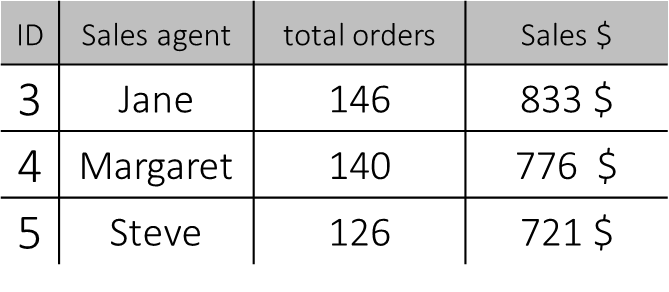 ID Sales agent total orders Sales $
3 Jane 146 833 $
4 Margaret 140 776 $
5 Steve 126 721 $